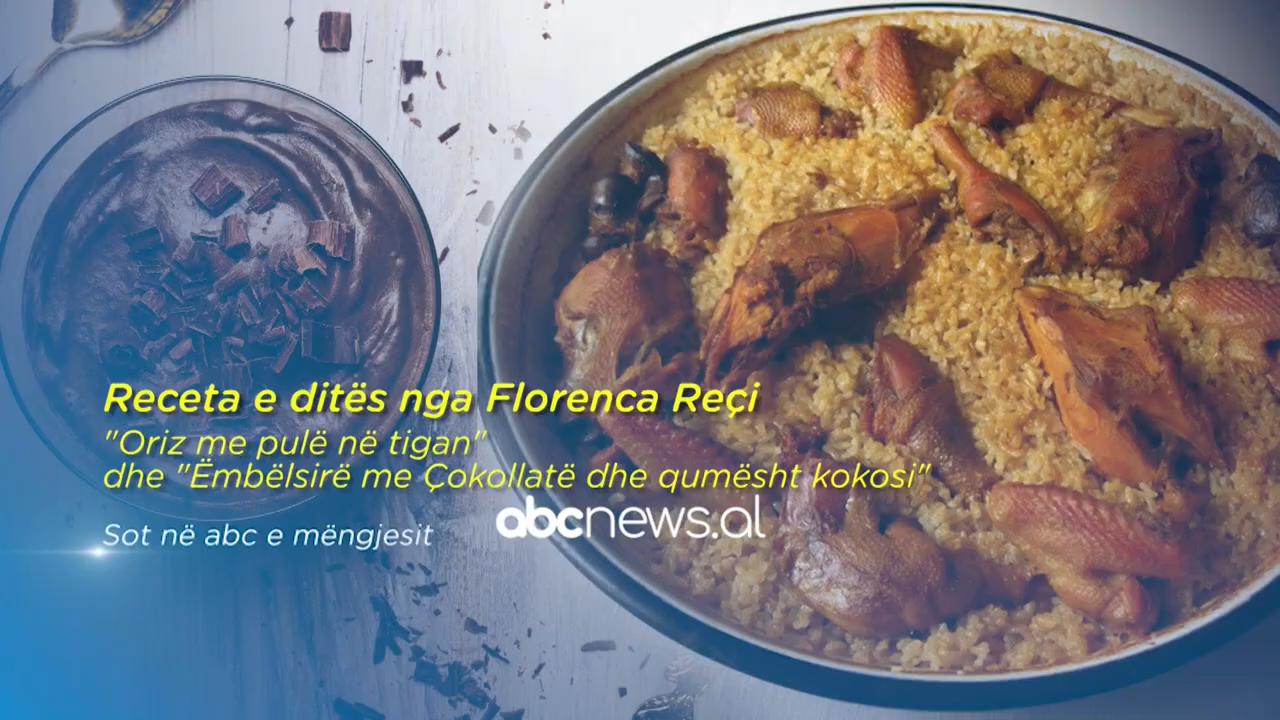 Receta e ditës nga Florenca Reçi
"Oriz me pulë në tigan"
dhe "Ëmbëlsirë me Çokollatë dhe qumësht kokosi"
Sot në abc e mëngjesit
abcnews.al